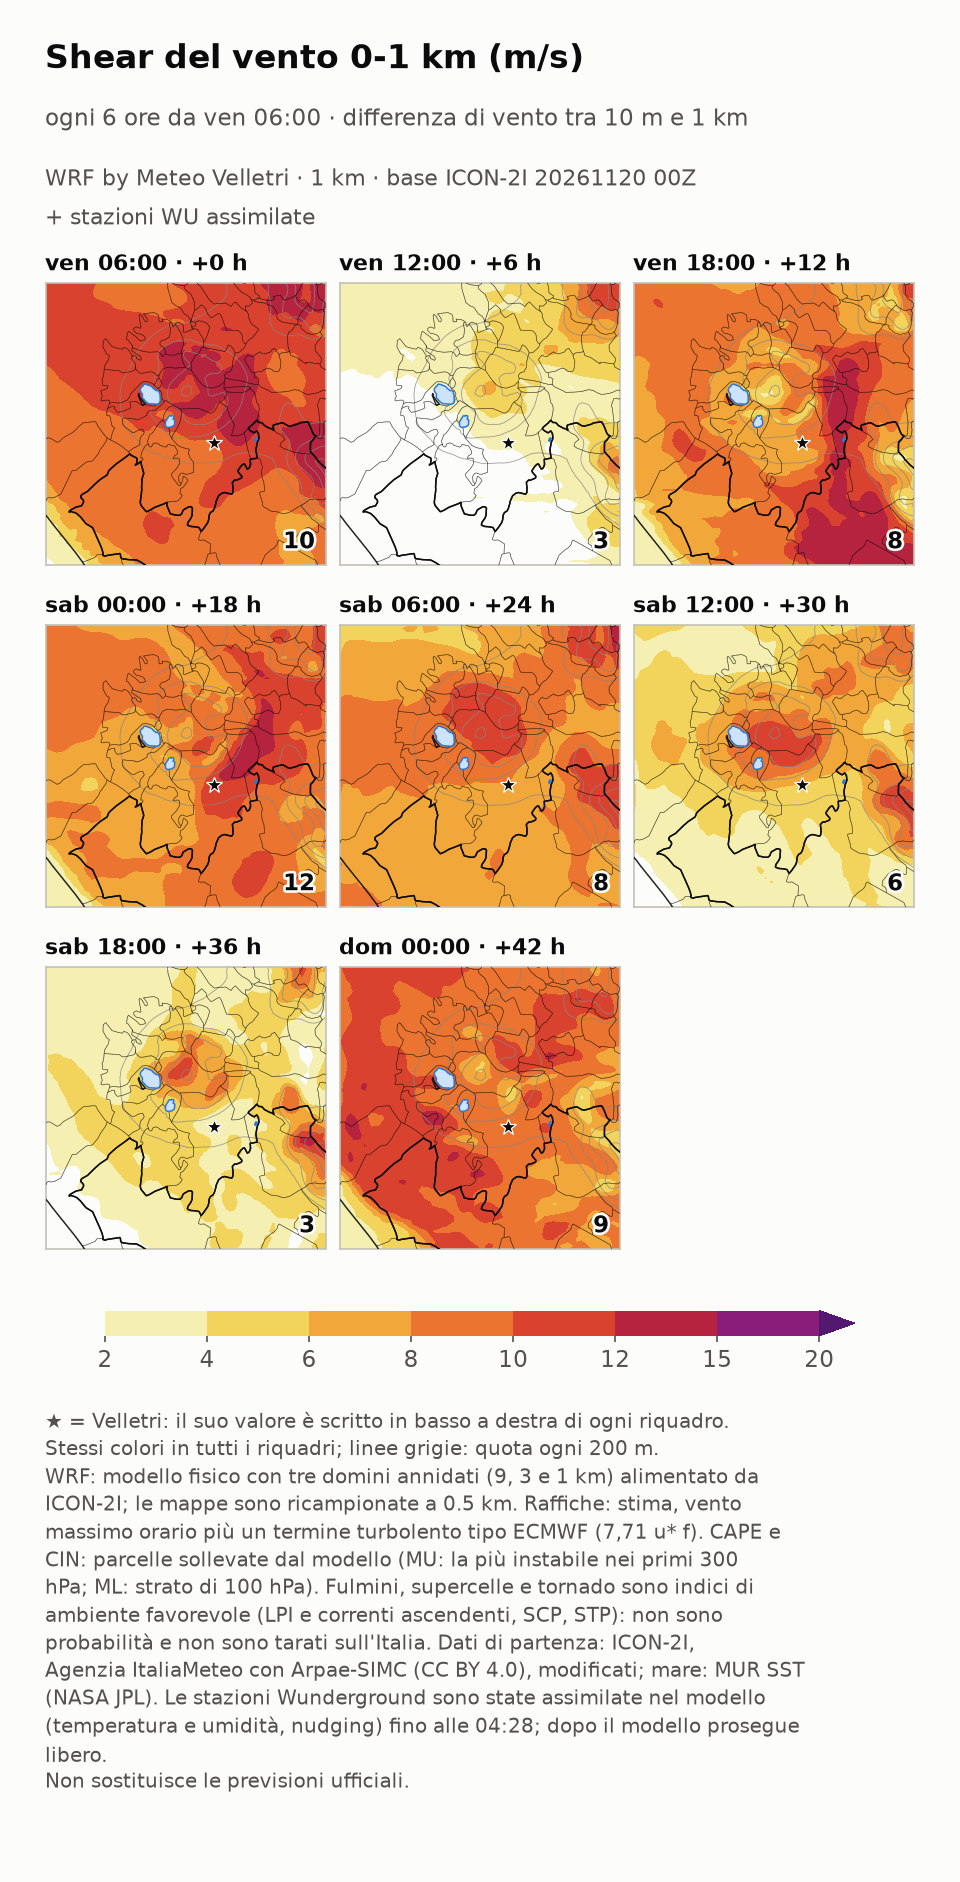 Shear del vento 0-1 km (m/s)
ogni 6 ore da ven 06:00 · differenza di vento tra 10 m e 1 km
WRF by Meteo Velletri · 1 km · base ICON-2I 20261120 00Z
+ stazioni WU assimilate
ven 06:00 · +0 h
ven 12:00 · +6 h
ven 18:00 · +12 h
10
3
8
sab 00:00 · +18 h
sab 06:00 · +24 h
sab 12:00 · +30 h
12
8
6
sab 18:00 · +36 h
dom 00:00 · +42 h
3
9
2 4 6 8 10 12 15 20
★ = Velletri: il suo valore è scritto in basso a destra di ogni riquadro.
Stessi colori in tutti i riquadri; linee grigie: quota ogni 200 m.
WRF: modello fisico con tre domini annidati (9, 3 e 1 km) alimentato da
ICON-2I; le mappe sono ricampionate a 0.5 km. Raffiche: stima, vento
massimo orario più un termine turbolento tipo ECMWF (7,71 u* f). CAPE e
CIN: parcelle sollevate dal modello (MU: la più instabile nei primi 300
hPa; ML: strato di 100 hPa). Fulmini, supercelle e tornado sono indici di
ambiente favorevole (LPI e correnti ascendenti, SCP, STP): non sono
probabilità e non sono tarati sull'Italia. Dati di partenza: ICON-2I,
Agenzia ItaliaMeteo con Arpae-SIMC (CC BY 4.0), modificati; mare: MUR SST
(NASA JPL). Le stazioni Wunderground sono state assimilate nel modello
(temperatura e umidità, nudging) fino alle 04:28; dopo il modello prosegue
libero.
Non sostituisce le previsioni ufficiali.